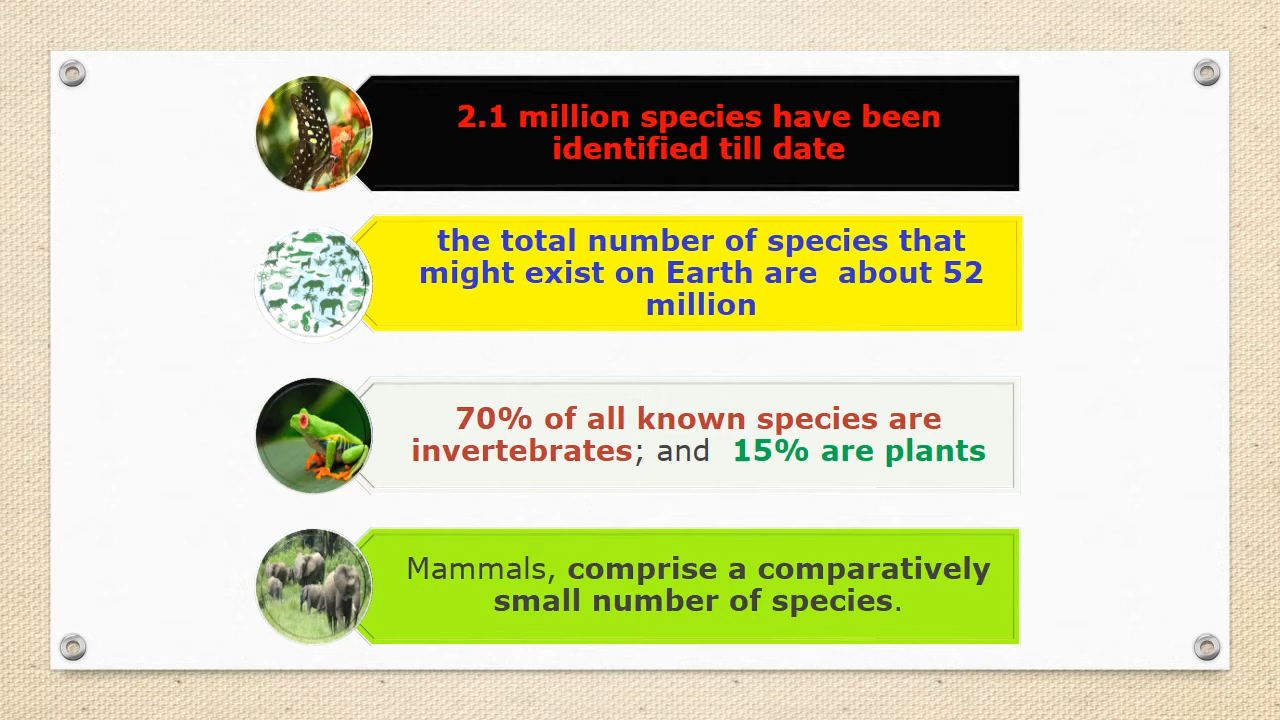 2.1 million species have been
identified till date
the total number of species that
might exist on Earth are  about 52
million
70% of all known species are
invertebrates; and  15% are plants
Mammals, comprise a comparatively
small number of species.